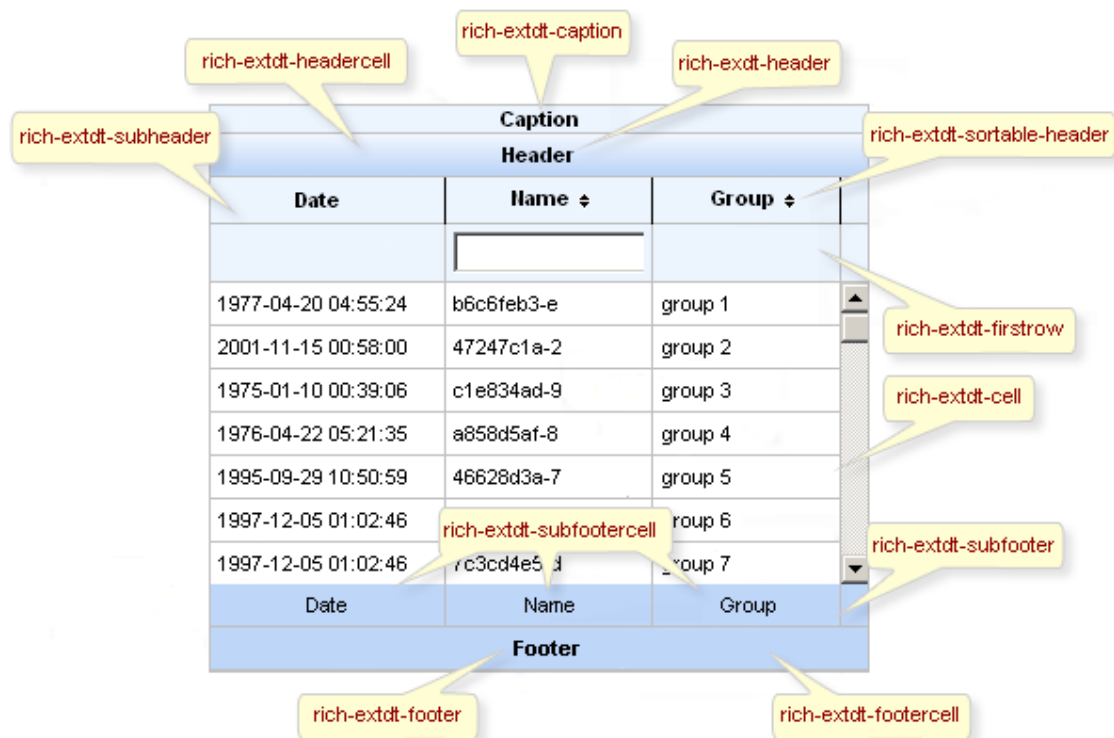 rich-extdt-caption
rich-extdt-headercell
rich-exdt-header
rich-extdt-subheader
rich-extdt-sortable-header
Caption
Header
Date Name Group
1977-04-20 04:55:24 b6c6feb3-e group 1
rich-extdt-firstrow
2001-11-15 00:58:00 47247c1a-2 group 2
1975-01-10 00:39:06 c1e834ad-9 group 3
rich-extdt-cell
1976-04-22 05:21:35 a858d5af-8 group 4
1995-09-29 10:50:59 46628d3a-7 group 5
1997-12-05 01:02:46 group 6
rich-extdt-subfootercell
rich-extdt-subfooter
1997-12-05 01:02:46 group 7
Date Name Group
Footer
rich-extdt-footer
rich-extdt-footercell